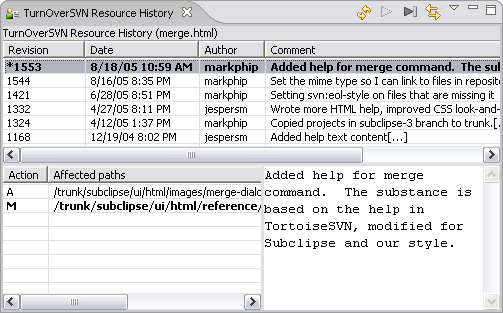 TurnOverSVN Resource History
TurnOverSVN Resource History (merge.html)
Revision Date Author Comment
*1553 8/18/05 10:59 AM markphip Added help for merge command. The sub
1544 8/16/05 8:35 PM markphip Set the mime type so I can link to files in reposito
1421 6/28/05 8:51 PM markphip Setting svn:eol-style on files that are missing it
1332 4/27/05 8:11 PM jespersm Wrote more HTML help, improved CSS look-and-
1324 4/12/05 1:37 PM markphip Copied projects in subclipse-3 branch to trunk.[..
1168 12/19/04 8:02 PM jespersm Added help text content[...]
Action Affected paths
A /trunk/subclipse/ui/html/images/merge-dialo
M /trunk/subclipse/ui/html/reference/
Added help for merge
command. The substance is
based on the help in
TortoiseSVN, modified for
Subclipse and our style.